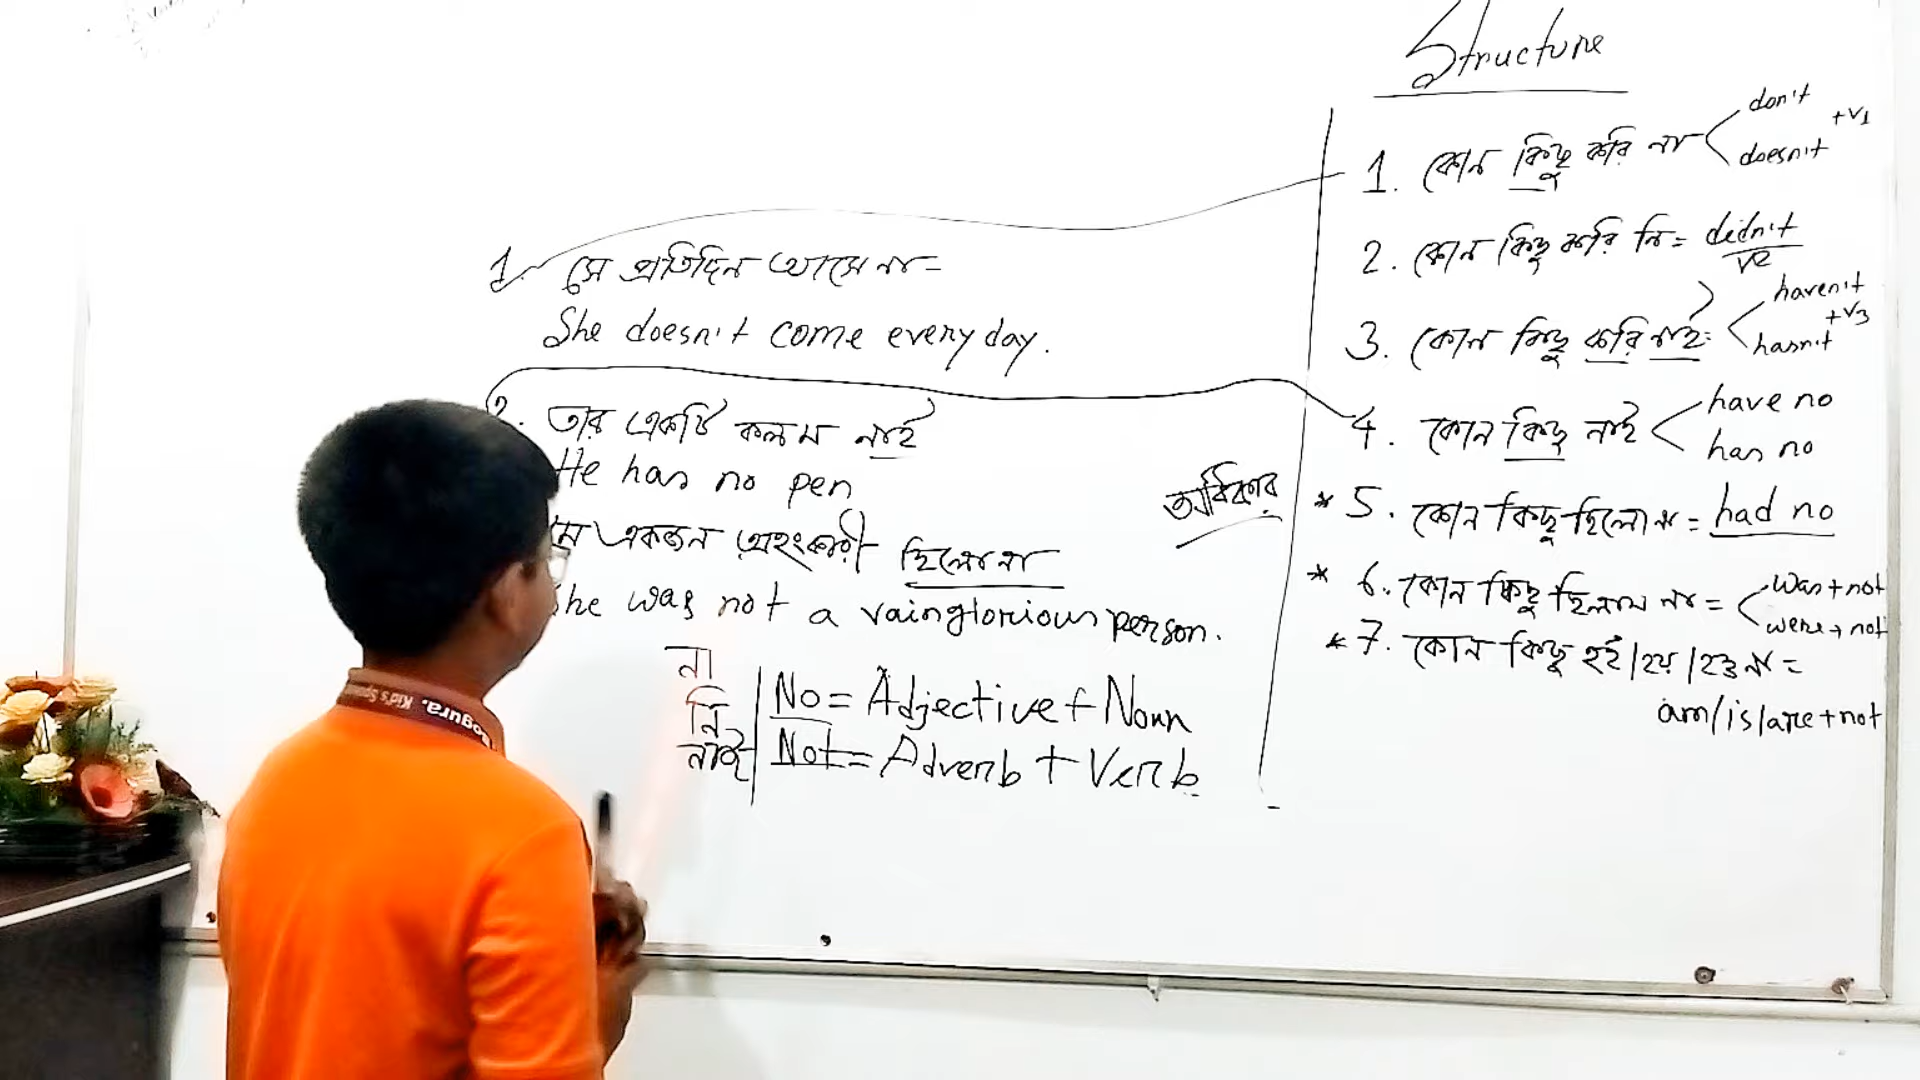 Structure
1. কোন কিছু করি না don't doesn't +V1
2. কোন কিছু করি নি = didn't V1
3. কোন কিছু করি নাই: haven't hasn't +V3
4. কোন কিছু নাই have no has no
* 5. কোন কিছু ছিলো না = had no
* 6. কোন কিছু ছিলাম না = was+not were+not
* 7. কোন কিছু হই/হয়/হও না =
am/is/are+not
1. সে প্রতিদিন আসে না =
She doesn't come every day.
2. তার একটি কলম নাই
He has no pen
একজন অহংকারী ছিলো না
she was not a vainglorious person.
না
নি
নাই
No = Adjective + Noun
Not = Adverb + Verb
Bogura.